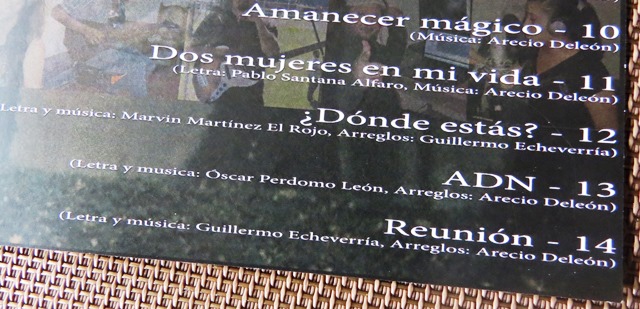 Amanecer mágico - 10
(Música: Arecio Deleón)
Dos mujeres en mi vida - 11
(Letra: Pablo Santana Alfaro, Música: Arecio Deleón)
¿Dónde estás? - 12
Letra y música: Marvin Martínez El Rojo, Arreglos: Guillermo Echeverría)
ADN - 13
(Letra y musica: Óscar Perdomo León, Arreglos: Arecio Deleón)
Reunión - 14
(Letra y música: Guillermo Echeverría, Arreglos: Arecio Deleón)